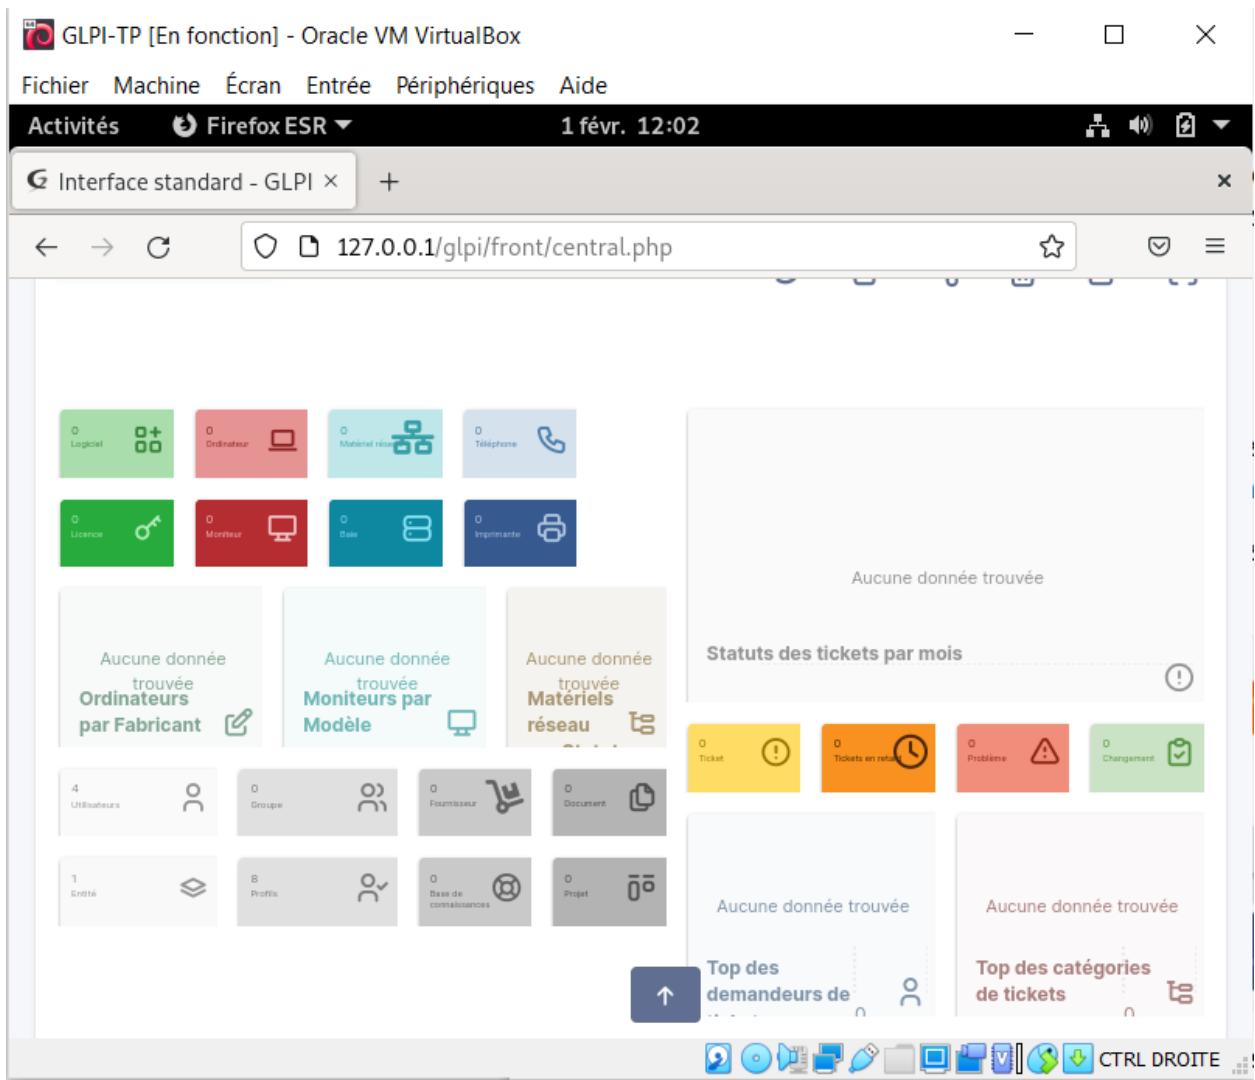 GLPI-TP [En fonction] - Oracle VM VirtualBox
Fichier Machine Écran Entrée Périphériques Aide
Activités Firefox ESR 1 févr. 12:02
Interface standard - GLPI
127.0.0.1/glpi/front/central.php
0
Logiciel
0
Ordinateur
0
Matériel
0
Téléphone
0
Licence
0
Moniteur
0
Baie
0
Imprimante
Aucune donnée trouvée
Statuts des tickets par mois
Aucune donnée
trouvée
Ordinateurs
par Fabricant
Aucune donnée
trouvée
Moniteurs par
Modèle
Aucune donnée
trouvée
Matériels
réseau
0
Ticket
0
Tickets en retard
0
Problème
0
Changement
4
Utilisateurs
0
Groupe
0
Fournisseur
0
Document
1
Entité
8
Profils
0
Base de
connaissances
0
Projet
Aucune donnée trouvée
Top des
demandeurs de
0
Aucune donnée trouvée
Top des catégories
de tickets
0
CTRL DROITE